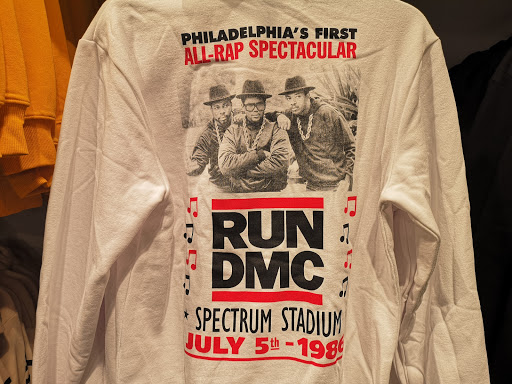 PHILADELPHIA'S FIRST
ALL-RAP SPECTACULAR
RUN
DMC
★ SPECTRUM STADIUM
JULY 5th - 1986